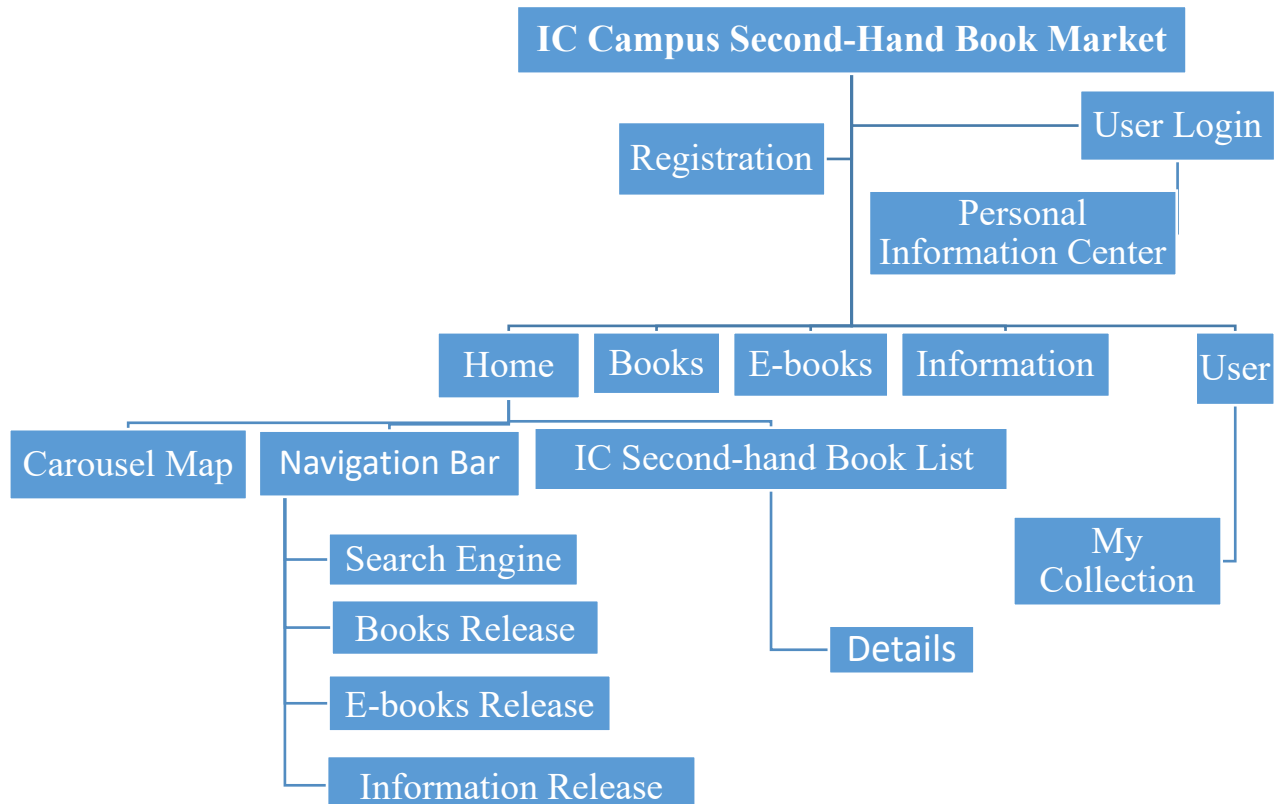 IC Campus Second-Hand Book Market
User Login
Registration
Personal
Information Center
Home
Books
E-books
Information
User
Carousel Map
Navigation Bar
IC Second-hand Book List
Search Engine
My
Collection
Books Release
Details
E-books Release
Information Release